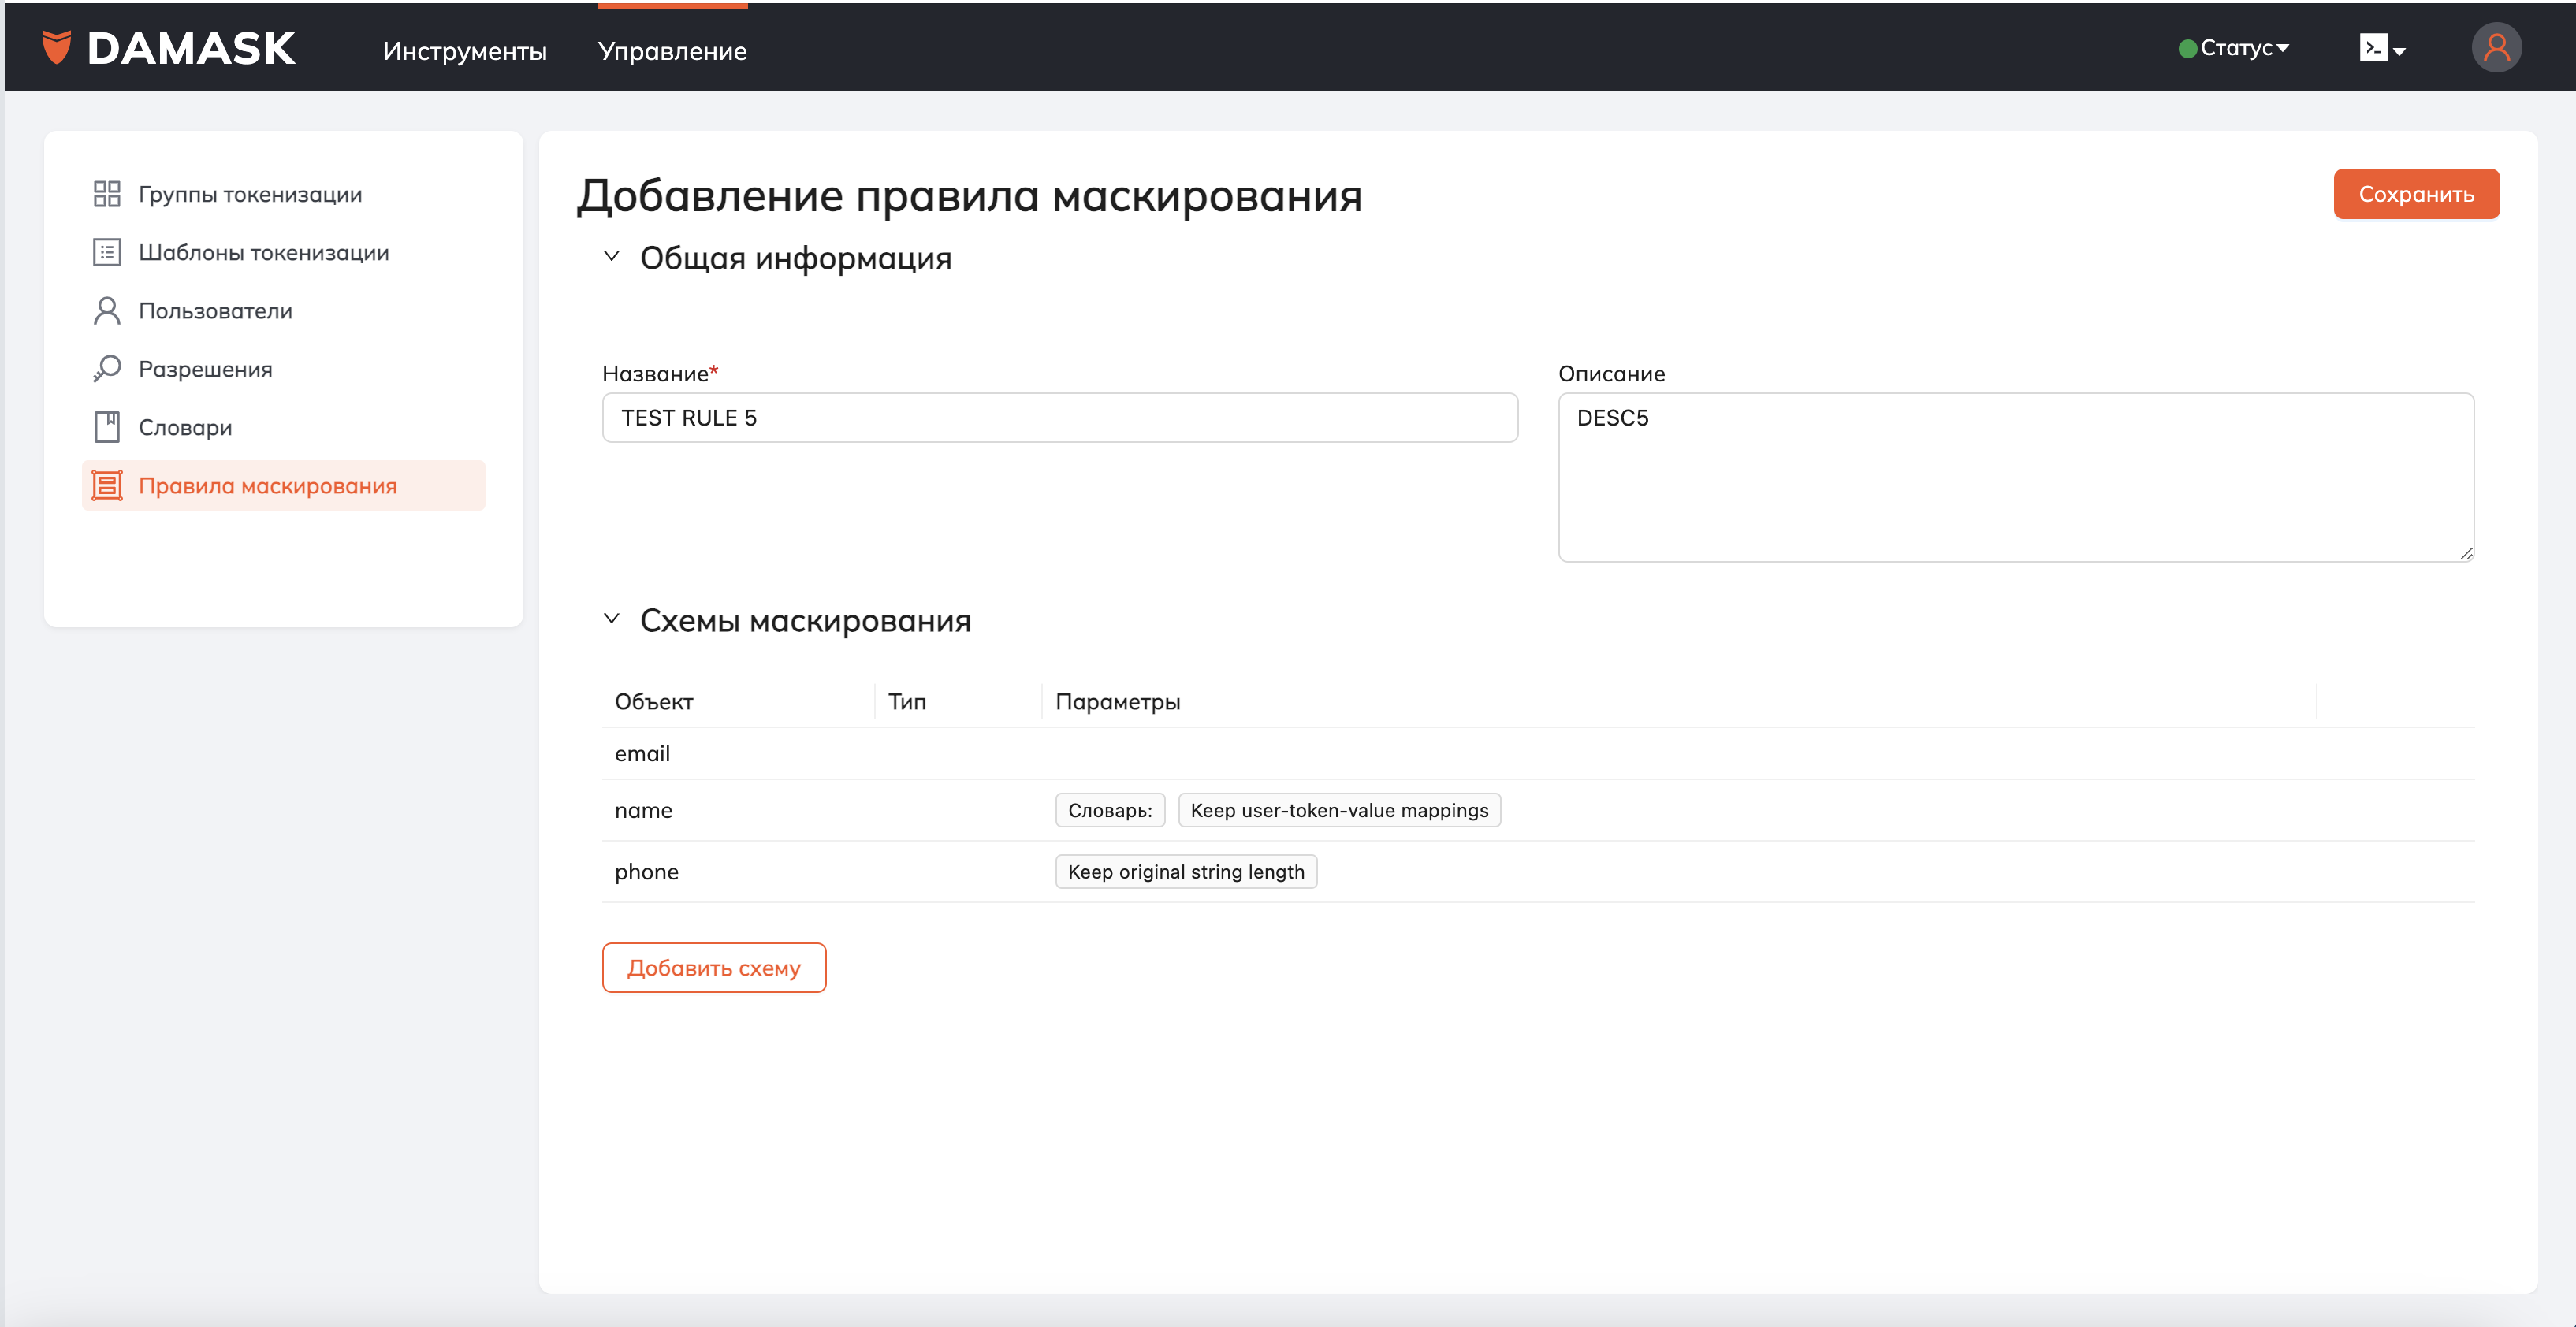 DAMASK
Инструменты
Управление
Статус
Группы токенизации
Шаблоны токенизации
Пользователи
Разрешения
Словари
Правила маскирования
Добавление правила маскирования
Сохранить
Общая информация
Название*
Описание
TEST RULE 5
DESC5
Схемы маскирования
Объект Тип Параметры
email
name Словарь: Keep user-token-value mappings
phone Keep original string length
Добавить схему